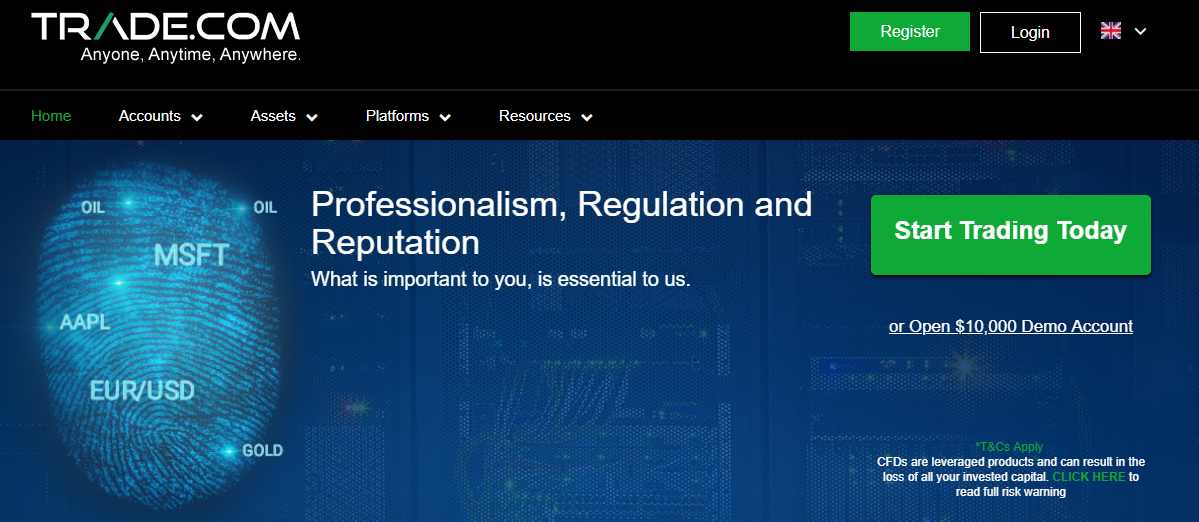 TRADE.COM
Anyone, Anytime, Anywhere.
Register
Login
Home
Accounts
Assets
Platforms
Resources
OIL
OIL
MSFT
AAPL
EUR/USD
GOLD
Professionalism, Regulation and
Reputation
What is important to you, is essential to us.
Start Trading Today
or Open $10,000 Demo Account
*T&Cs Apply
CFDs are leveraged products and can result in the
loss of all your invested capital. CLICK HERE to
read full risk warning